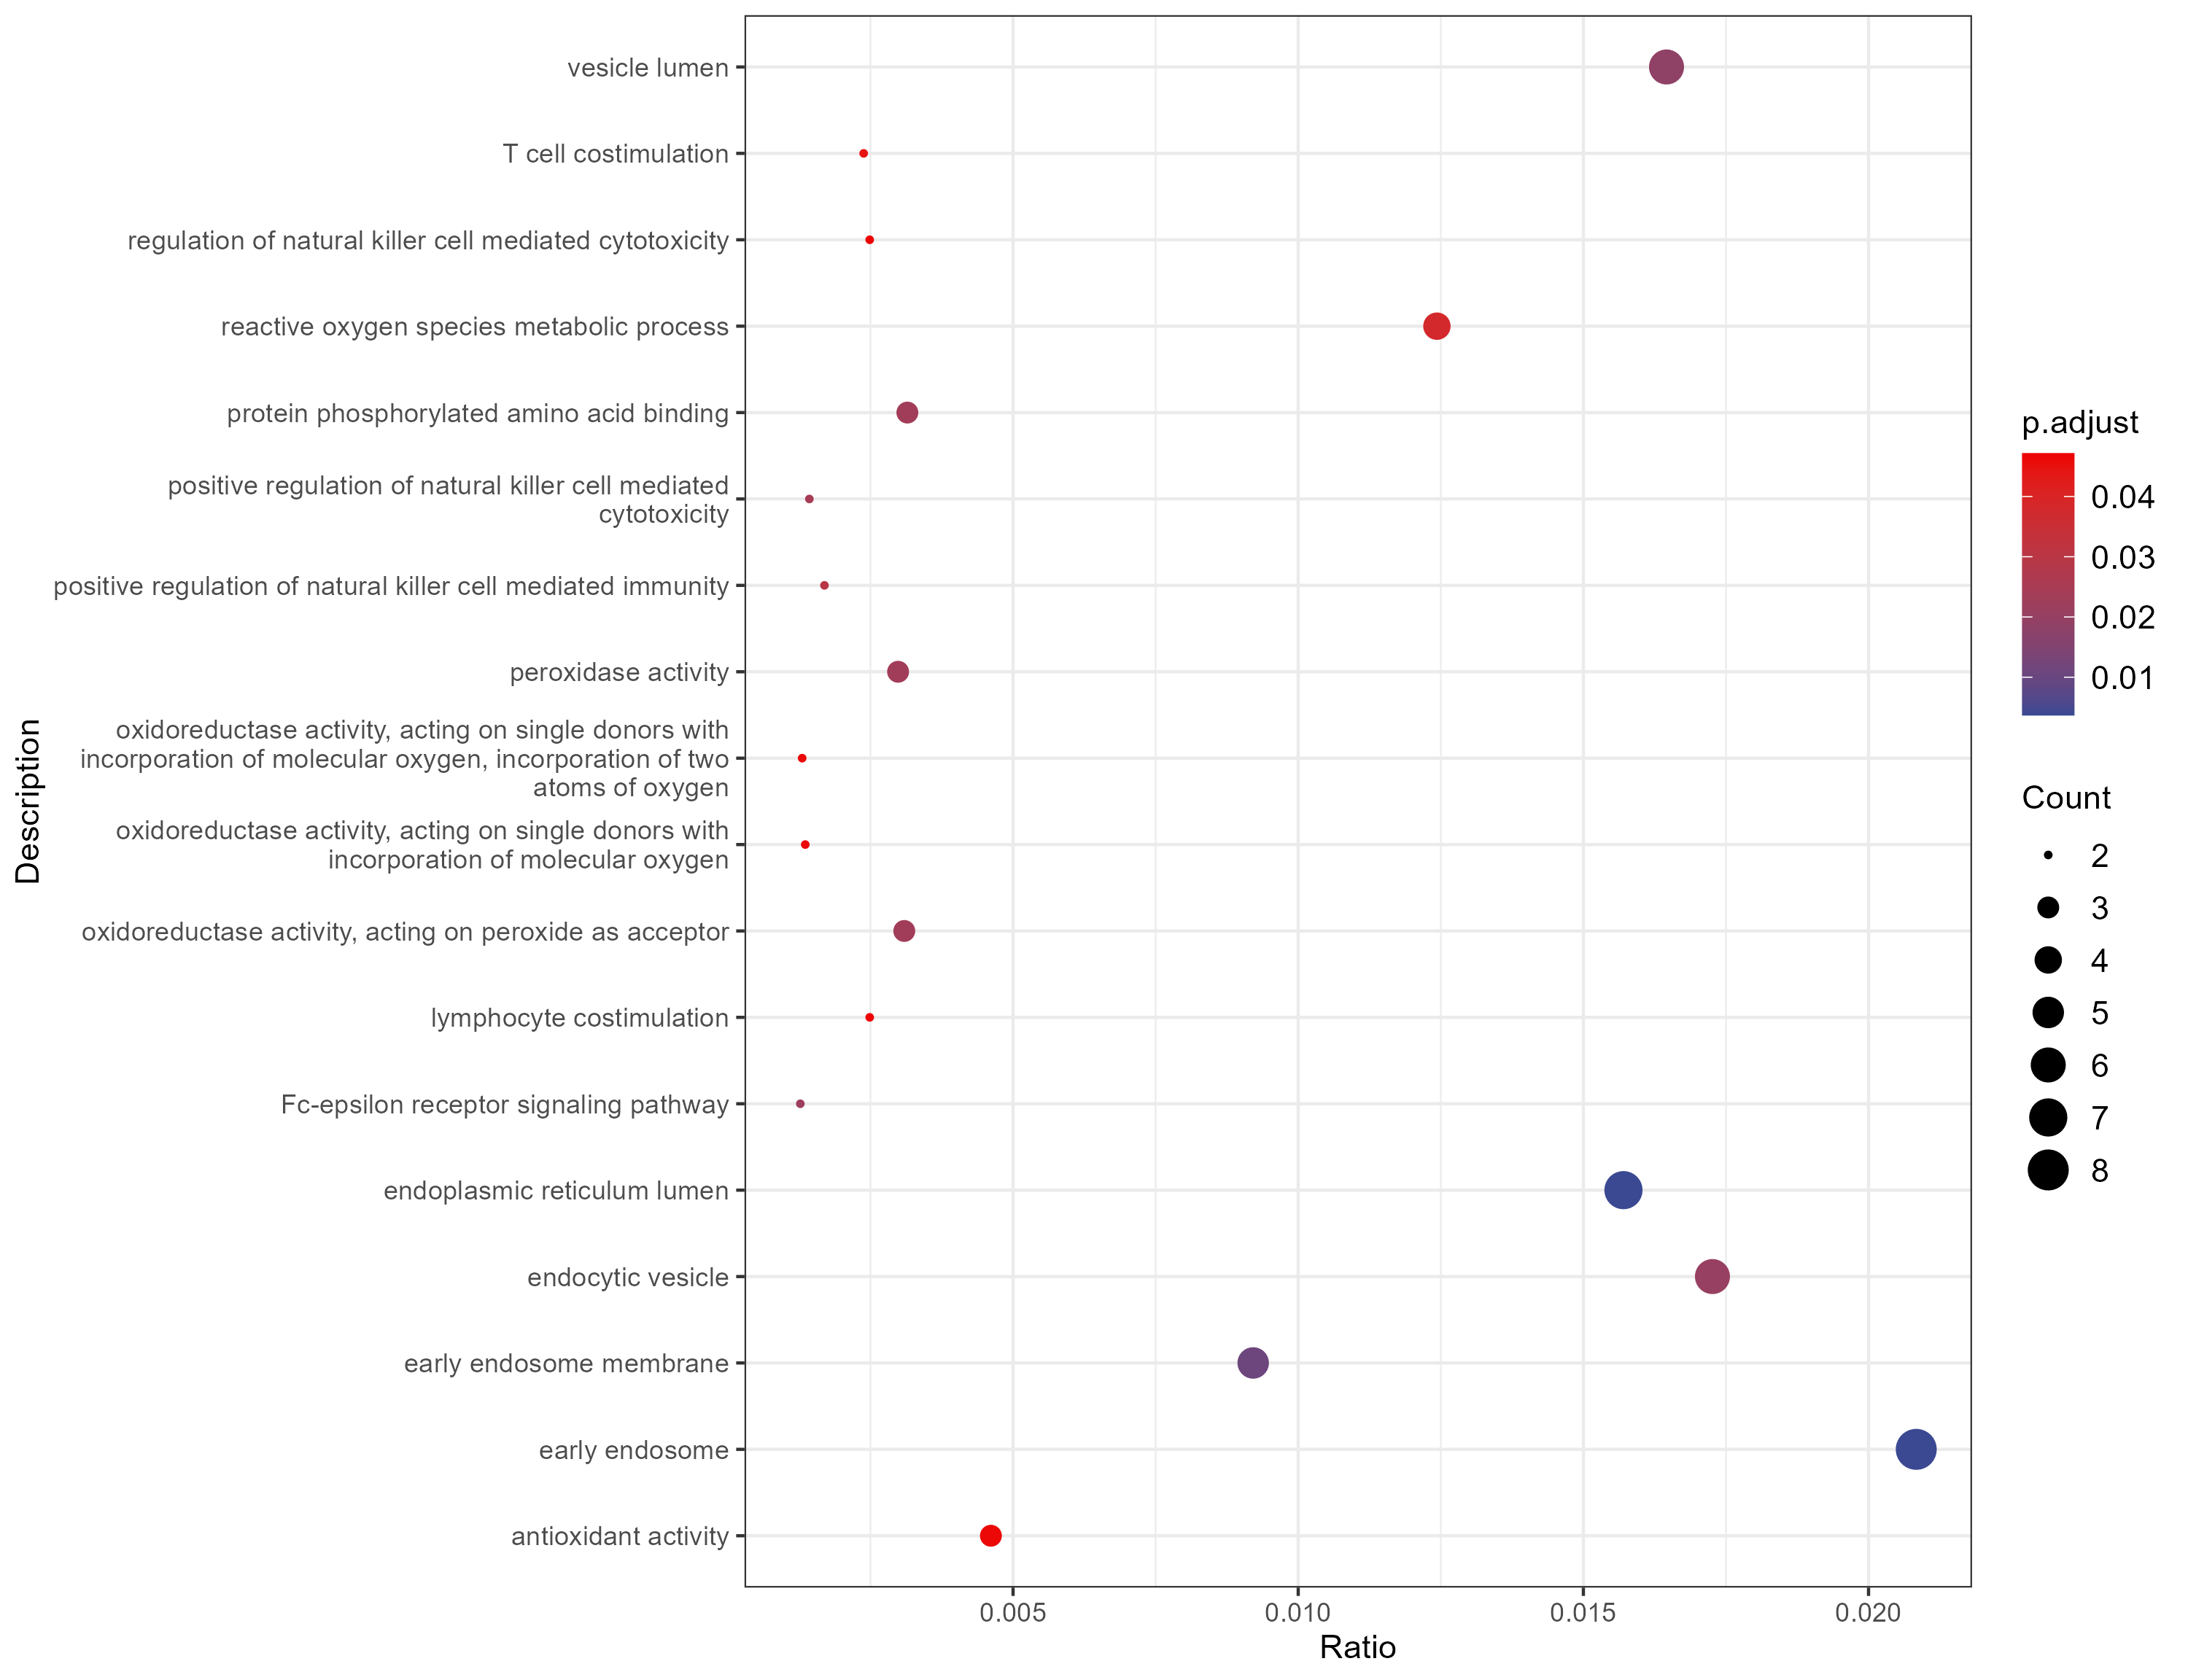 vesicle lumen
T cell costimulation
regulation of natural killer cell mediated cytotoxicity
reactive oxygen species metabolic process
protein phosphorylated amino acid binding
positive regulation of natural killer cell mediated
cytotoxicity
positive regulation of natural killer cell mediated immunity
peroxidase activity
oxidoreductase activity, acting on single donors with
incorporation of molecular oxygen, incorporation of two
atoms of oxygen
oxidoreductase activity, acting on single donors with
incorporation of molecular oxygen
oxidoreductase activity, acting on peroxide as acceptor
lymphocyte costimulation
Fc-epsilon receptor signaling pathway
endoplasmic reticulum lumen
endocytic vesicle
early endosome membrane
early endosome
antioxidant activity
Description
0.005 0.010 0.015 0.020
Ratio
p.adjust
0.04
0.03
0.02
0.01
Count
2
3
4
5
6
7
8